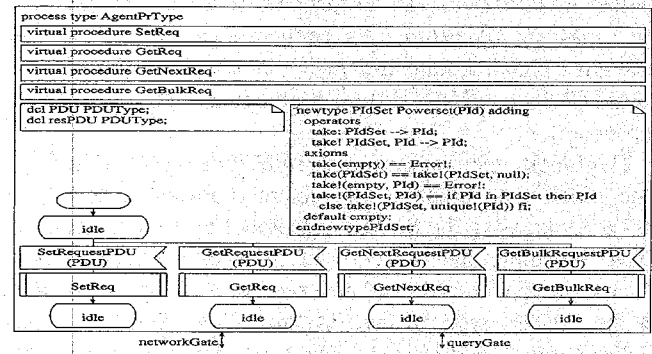 process type AgentPrType
virtual procedure SetReq
virtual procedure GetReq
virtual procedure GetNextReq
virtual procedure GetBulkReq
dcl PDU PDUType;
dcl resPDU PDUType;
newtype PIdSet Powerset(PId) adding
operators
take! PIdSet --> PId;
take! PIdSet, PId --> PId;
axioms
take(empty) == Error!;
take(PIdSet) == take!(PIdSet, null);
take!(empty, PId) == Error!;
take!(PIdSet, PId) == if PId in PIdSet then PId
else take!(PIdSet, unique!(PId)) fi;
default empty;
endnewtypePIdSet;
idle
SetRequestPDU
(PDU)
GetRequestPDU
(PDU)
GetNextRequestPDU
(PDU)
GetBulkRequestPDU
(PDU)
SetReq
GetReq
GetNextReq
GetBulkReq
idle
idle
idle
idle
networkGate
queryGate